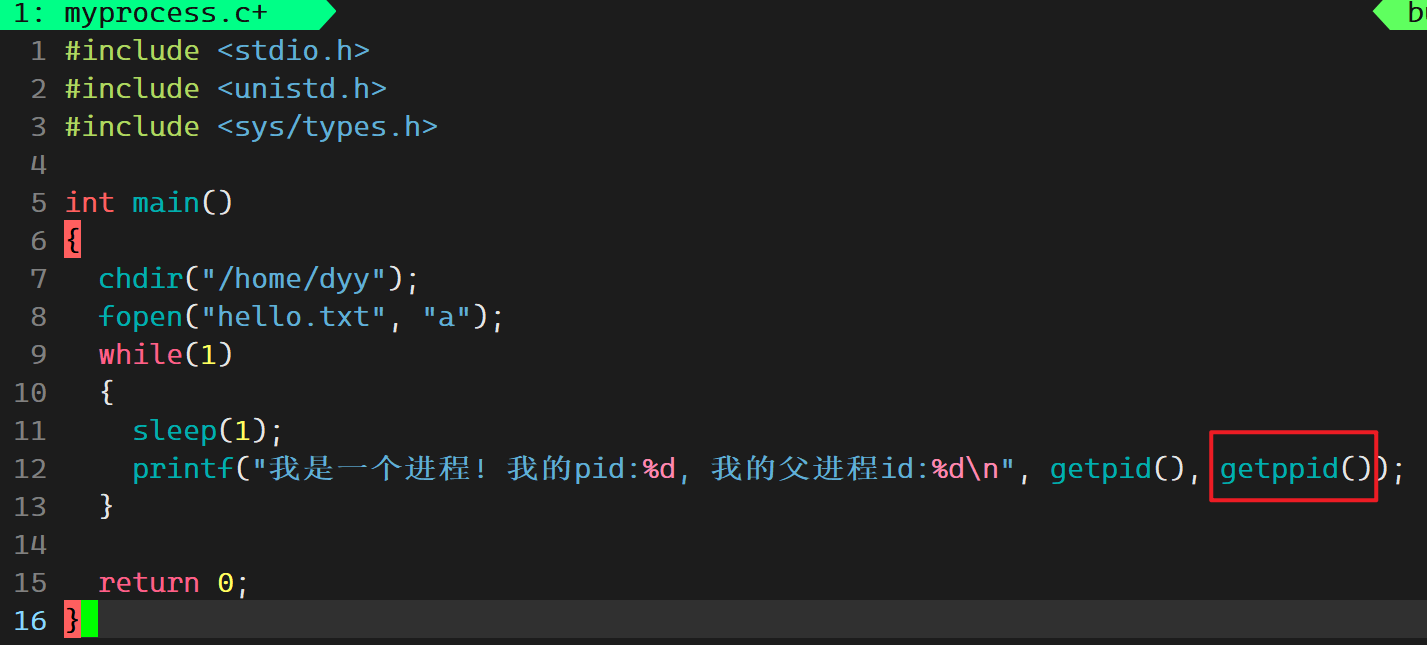 1: myprocess.c+
1 #include <stdio.h>
2 #include <unistd.h>
3 #include <sys/types.h>
4
5 int main()
6 {
7   chdir("/home/dyy");
8   fopen("hello.txt", "a");
9   while(1)
10   {
11     sleep(1);
12     printf("我是一个进程! 我的pid:%d, 我的父进程id:%d\n", getpid(), getppid());
13   }
14
15   return 0;
16 }